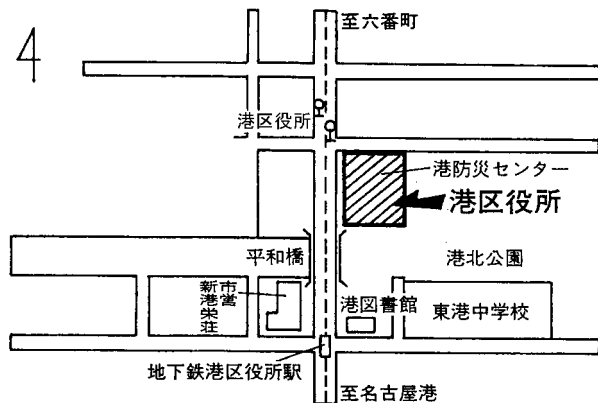 至六番町
港区役所
港防災センター
港区役所
平和橋
港北公園
市営
新港栄荘
港図書館
東港中学校
地下鉄港区役所駅
至名古屋港